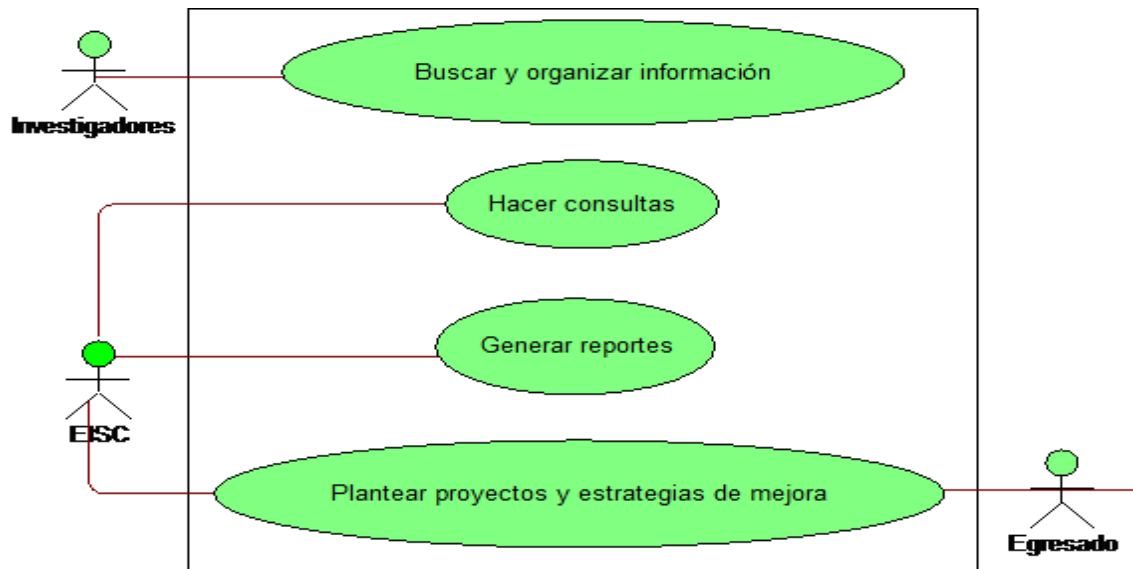 Buscar y organizar información
Investigadores
Hacer consultas
Generar reportes
EISC
Plantear proyectos y estrategias de mejora
Egresado